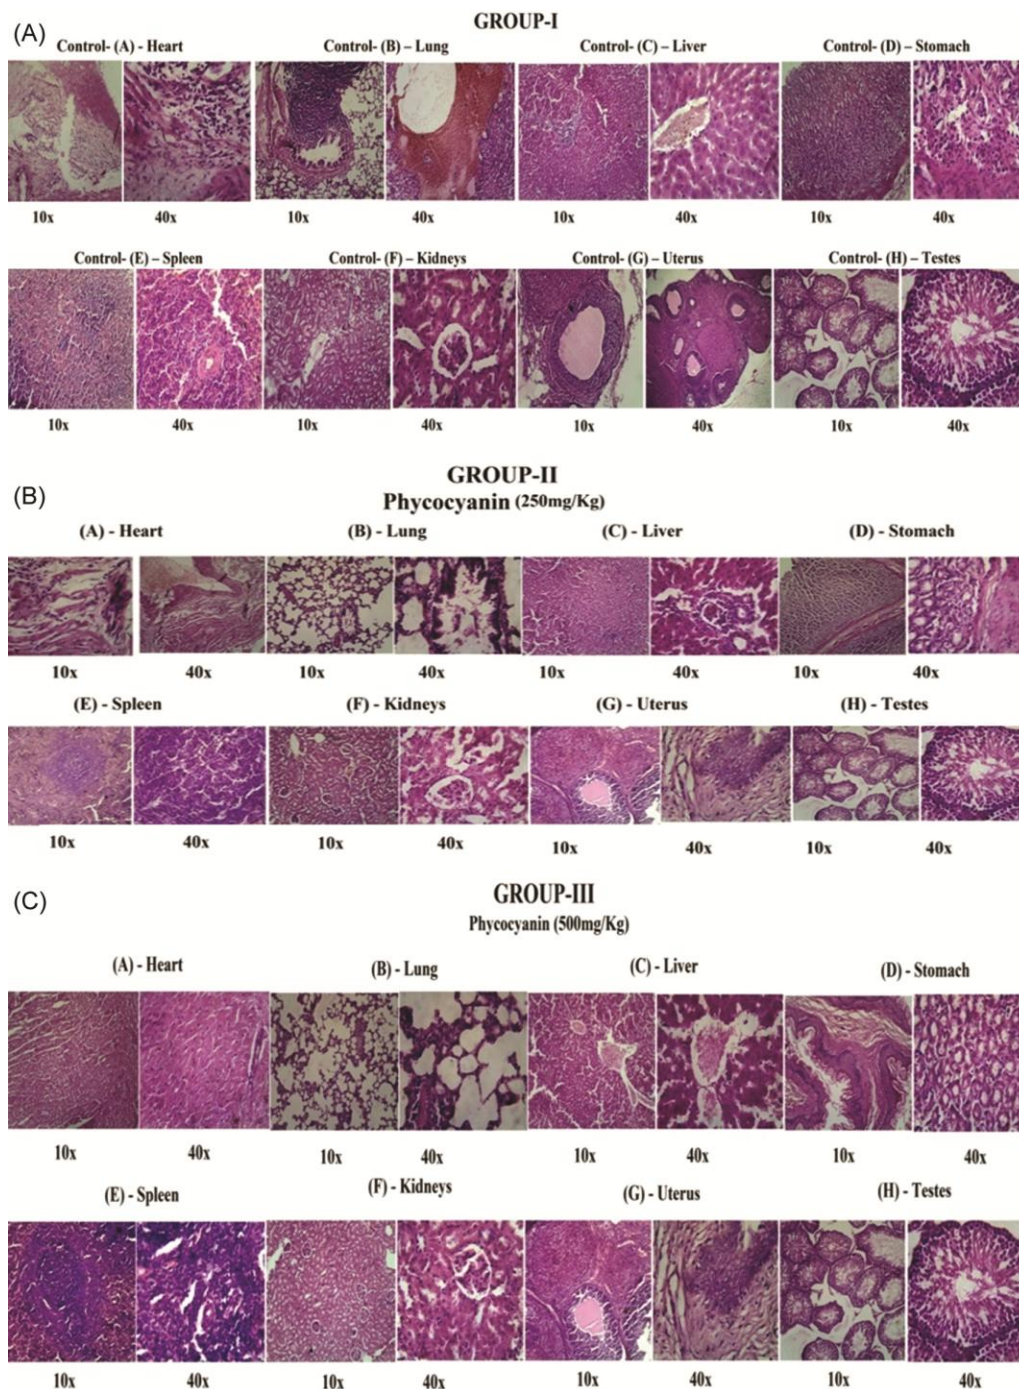 (A)
GROUP-I
Control- (A) - Heart Control- (B) – Lung Control- (C) – Liver Control- (D) – Stomach
10x 40x 10x 40x 10x 40x 10x 40x
Control- (E) – Spleen Control- (F) – Kidneys Control- (G) – Uterus Control- (H) – Testes
10x 40x 10x 40x 10x 40x 10x 40x
(B)
GROUP-II
Phycocyanin (250mg/Kg)
(A) - Heart (B) - Lung (C) - Liver (D) - Stomach
10x 40x 10x 40x 10x 40x 10x 40x
(E) - Spleen (F) - Kidneys (G) - Uterus (H) - Testes
10x 40x 10x 40x 10x 40x 10x 40x
(C)
GROUP-III
Phycocyanin (500mg/Kg)
(A) - Heart (B) - Lung (C) - Liver (D) - Stomach
10x 40x 10x 40x 10x 40x 10x 40x
(E) - Spleen (F) - Kidneys (G) - Uterus (H) - Testes
10x 40x 10x 40x 10x 40x 10x 40x